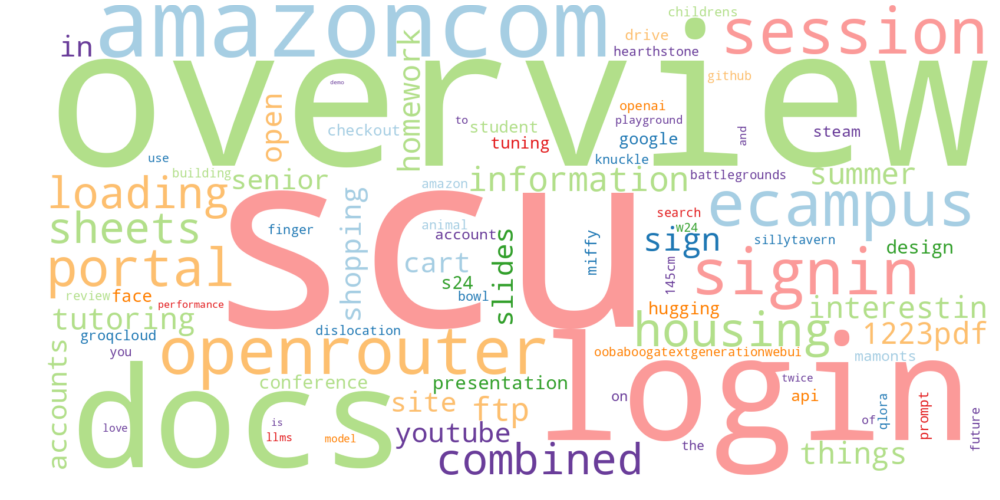 childrens
amazoncom
session
in
drive
hearthstone
overview
github
demo
open
homework
openai
to
student
checkout
playground
google
and
steam
tuning
use
knuckle
building
senior
amazon
information
battlegrounds
summer
loading
shopping
ecampus
sheets
scu
finger
animal
account
search
w24
sign
sillytavern
design
slides
miffy
portal
cart
s24
145cm
signin
review
face
bowl
performance
hugging
interestin
tutoring
groqcloud
dislocation
housing
1223pdf
you
openrouter
oobaboogatextgenerationwebui
mamonts
accounts
docs
conference
presentation
login
twice
site
ftp
on
api
of
qlora
prompt
future
love
is
llms
model
youtube
the
combined
things